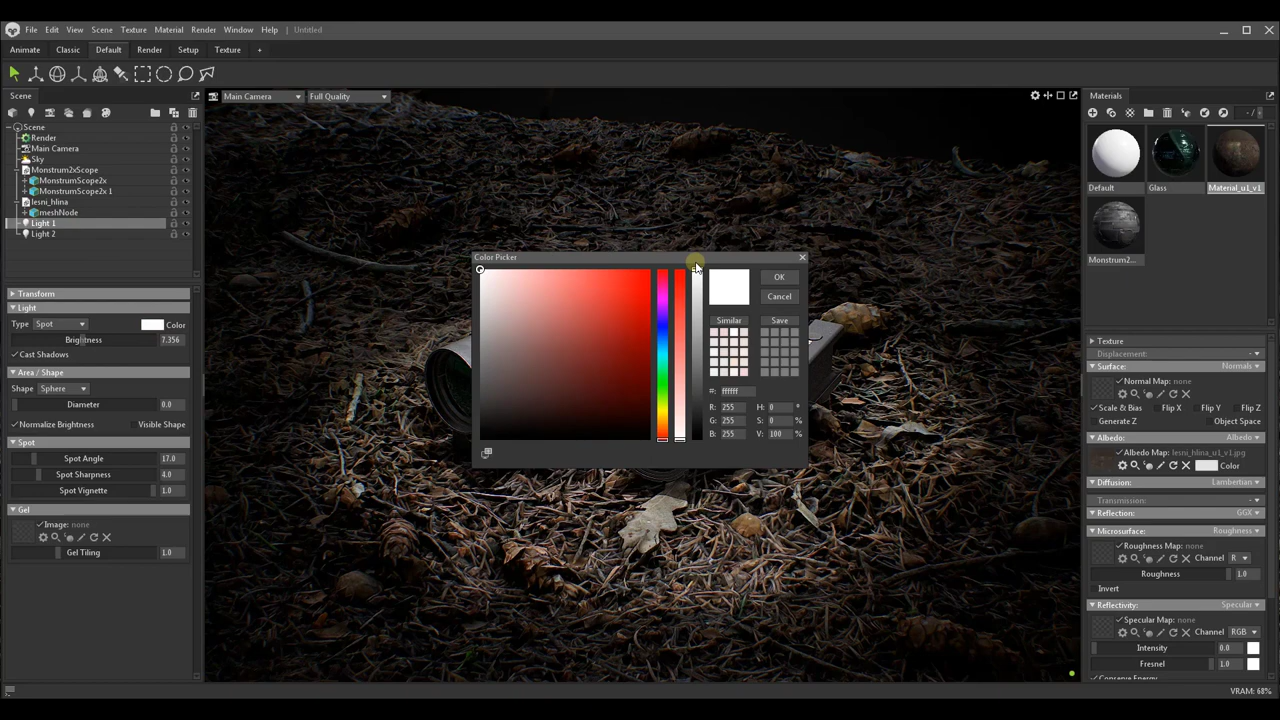 File Edit View Scene Texture Material Render Window Help | Untitled
Animate Classic Default Render Setup Texture +
Scene
Main Camera Full Quality
Materials
Scene
Render
Main Camera
Sky
Monstrum2xScope
MonstrumScope2x
MonstrumScope2x 1
lesni_hlina
meshNode
Light 1
Light 2
Default Glass Material_u1_v1
Monstrum2...
Transform
Light
Type Spot Color
Brightness 7.356
Cast Shadows
Area / Shape
Shape Sphere
Diameter 0.0
Normalize Brightness Visible Shape
Spot
Spot Angle 17.0
Spot Sharpness 4.0
Spot Vignette 1.0
Gel
Image: none
Gel Tiling 1.0
Color Picker
OK
Cancel
Similar Save
#: ffffff
R: 255 H: 0 °
G: 255 S: 0 %
B: 255 V: 100 %
Texture
Displacement: -
Surface: Normals
Normal Map: none
Scale & Bias Flip X Flip Y Flip Z
Generate Z Object Space
Albedo: Albedo
Albedo Map: lesni_hlina_u1_v1.jpg
Color
Diffusion: Lambertian
Transmission: -
Reflection: GGX
Microsurface: Roughness
Roughness Map: none
Channel R
Roughness 1.0
Invert
Reflectivity: Specular
Specular Map: none
Channel RGB
Intensity 0.0
Fresnel 1.0
Conserve Energy
VRAM: 68%